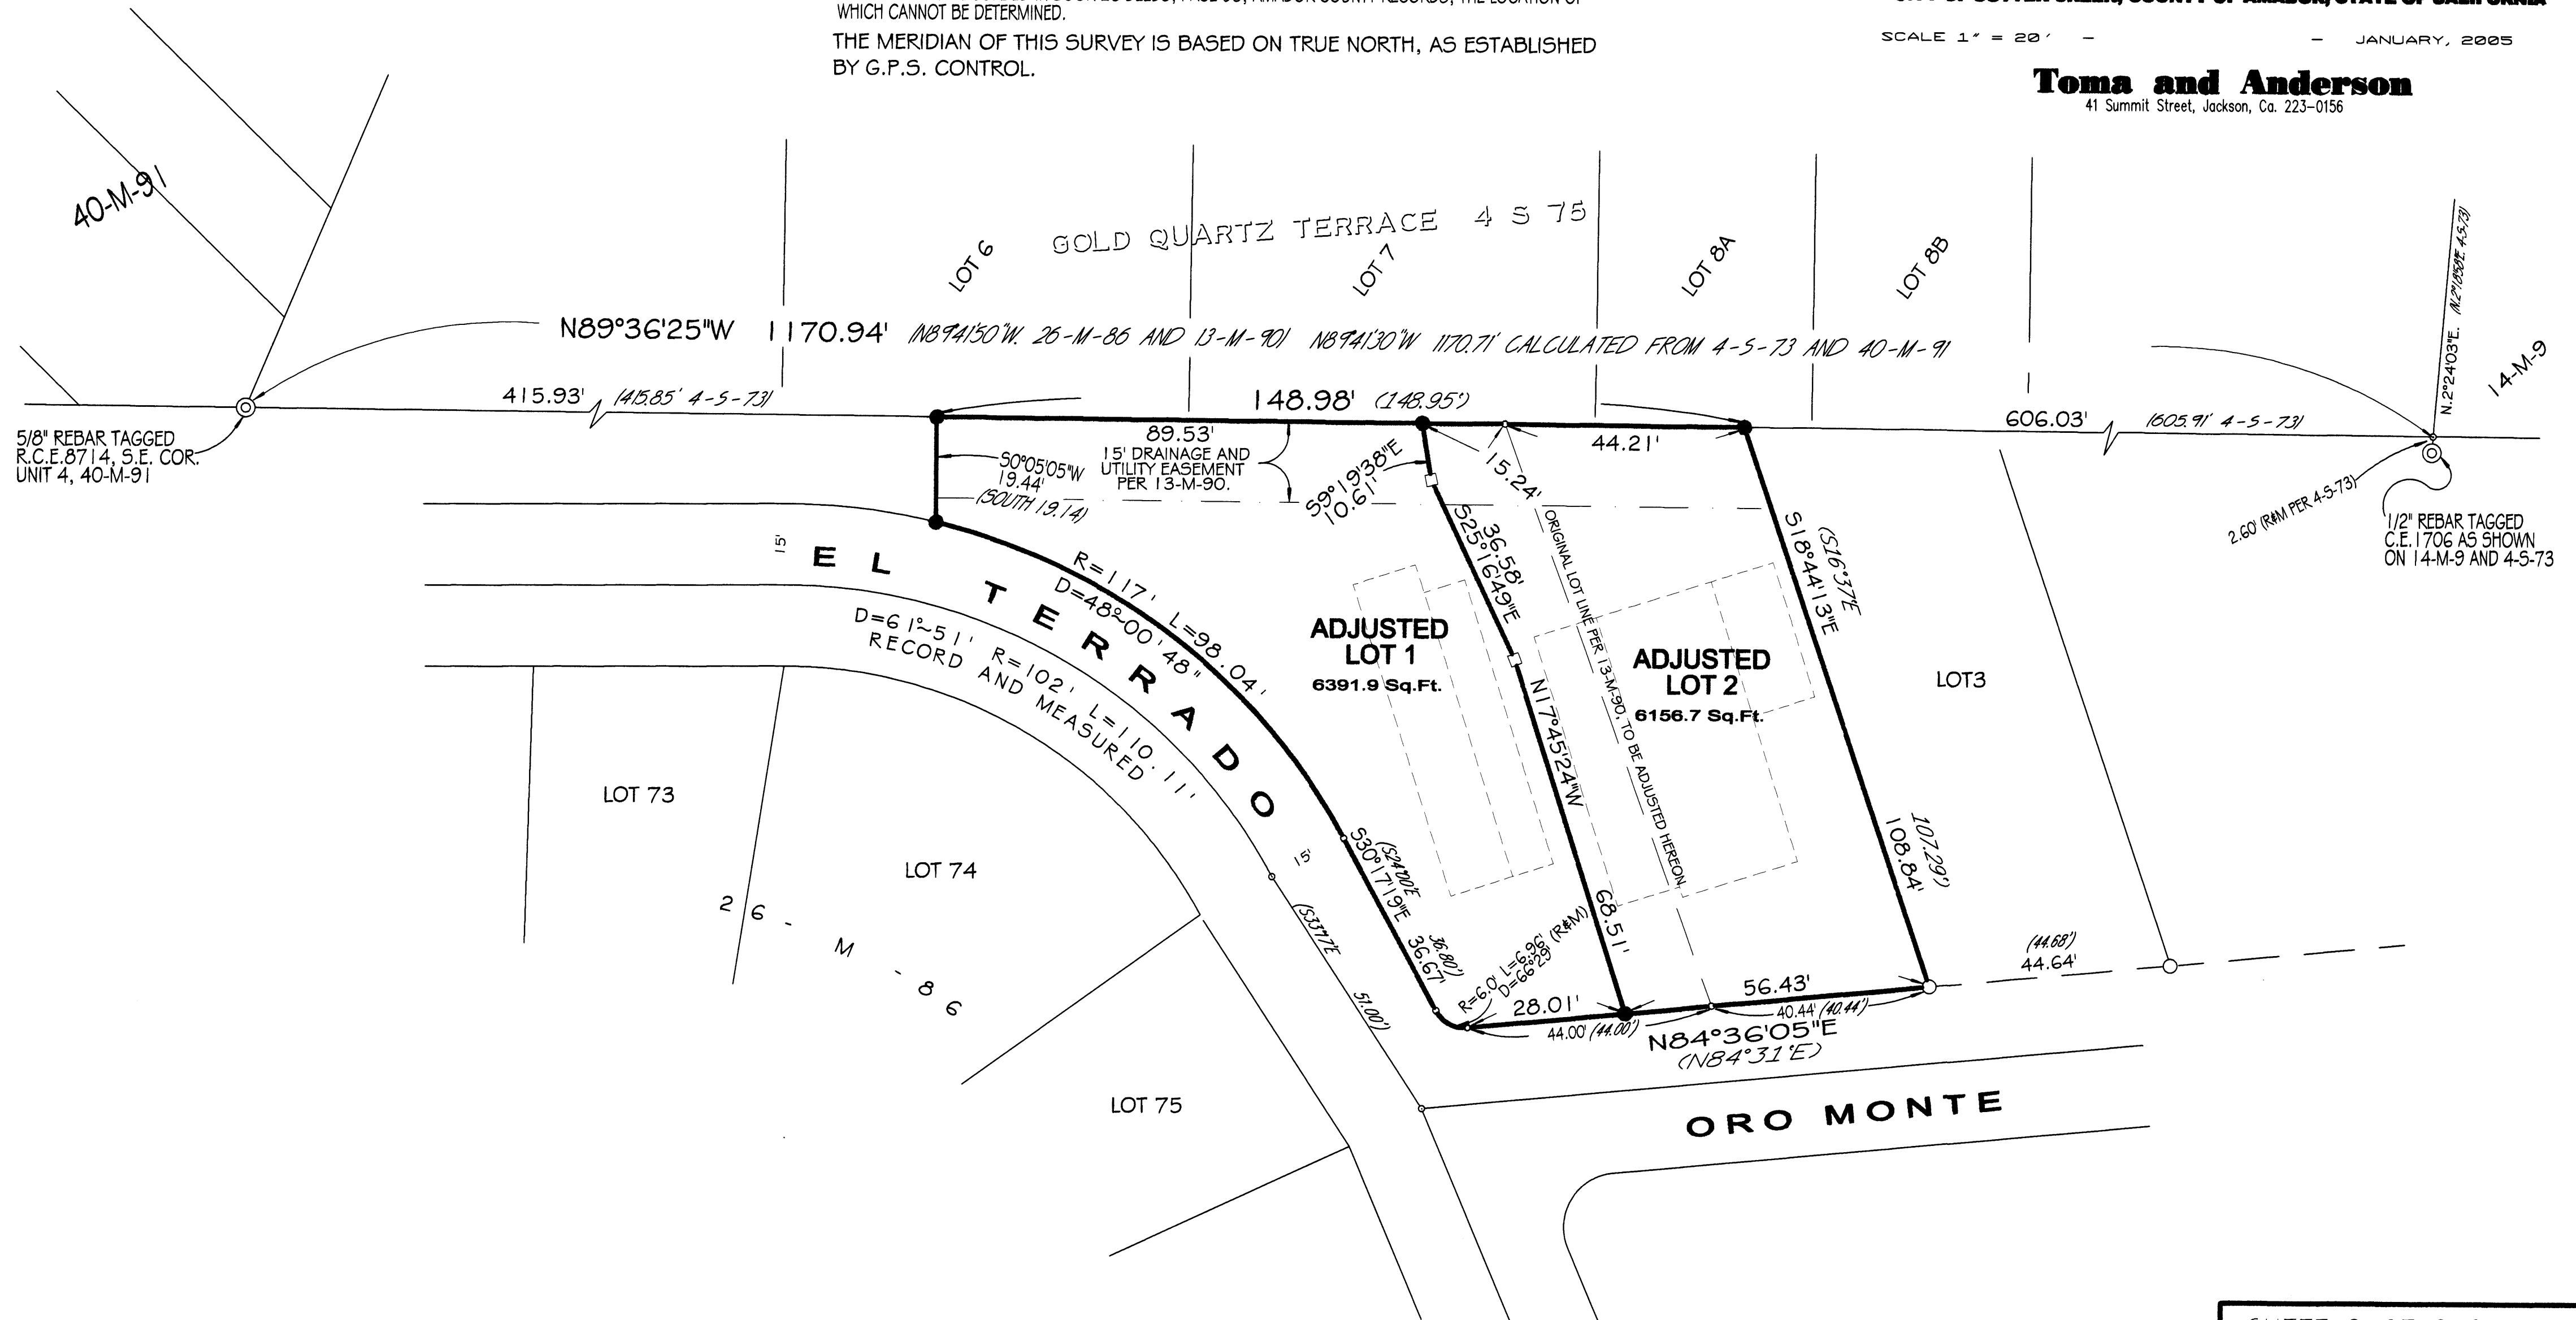 WHICH CANNOT BE DETERMINED.
THE MERIDIAN OF THIS SURVEY IS BASED ON TRUE NORTH, AS ESTABLISHED
BY G.P.S. CONTROL.
SCALE 1" = 20' - - JANUARY, 2005
Toma and Anderson
41 Summit Street, Jackson, Ca. 223-0156
40-M-91
GOLD QUARTZ TERRACE 4 S 75
LOT 6
LOT 7
LOT 8A
LOT 8B
N.2°24'03"E.
14-M-9
N89°36'25"W 1170.94' (N89°41'50"W. 26-M-86 AND 13-M-90) N89°41'30"W 1170.71' CALCULATED FROM 4-S-73 AND 40-M-91
415.93' (415.85' 4-S-73)
148.98' (148.95')
606.03' (605.91' 4-S-73)
5/8" REBAR TAGGED
R.C.E.8714, S.E. COR.
UNIT 4, 40-M-91
89.53'
44.21'
15.24'
15' DRAINAGE AND
UTILITY EASEMENT
PER 13-M-90.
S0°05'05"W
19.44'
(SOUTH 19.14)
S9°19'38"E
10.61'
36.58'
S25°16'49"E
ORIGINAL LOT LINE PER 13-M-90, TO BE ADJUSTED HEREON
(S16°37'E
S18°44'13"E
107.29')
108.84'
2.60' (R&M PER 4-S-73)
1/2" REBAR TAGGED
C.E.1706 AS SHOWN
ON 14-M-9 AND 4-S-73
15'
EL TERRADO
R=117' L=98.04'
D=48°00'48"
D=61°51' R=102' L=110.11'
RECORD AND MEASURED
ADJUSTED
LOT 1
6391.9 Sq.Ft.
ADJUSTED
LOT 2
6156.7 Sq.Ft.
LOT3
N17°45'24"W
68.51'
LOT 73
LOT 74
LOT 75
26-M-86
15'
(S24°00'E
S30°17'19"E
36.80')
36.67'
(S33°17'E
51.00')
R=6.0' L=6.96' (R&M)
D=66°29'
28.01'
56.43'
44.00' (44.00')
40.44' (40.44')
N84°36'05"E
(N84°31'E)
(44.68')
44.64'
ORO MONTE